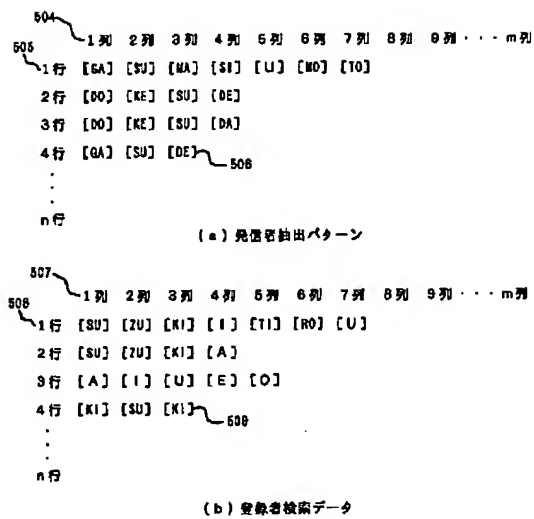 504
1列 2列 3列 4列 5列 6列 7列 8列 9列 ··· m列
505
1行 [GA] [SU] [MA] [SI] [U] [MO] [TO]
2行 [DO] [KE] [SU] [DE]
3行 [DO] [KE] [SU] [DA]
4行 [GA] [SU] [DE] 506
·
·
·
n行
(a)発信者抽出パターン
507
1列 2列 3列 4列 5列 6列 7列 8列 9列 ··· m列
508
1行 [SU] [ZU] [KI] [I] [TI] [RO] [U]
2行 [SU] [ZU] [KI] [A]
3行 [A] [I] [U] [E] [O]
4行 [KI] [SU] [KI] 509
·
·
·
n行
(b)登録者検索データ